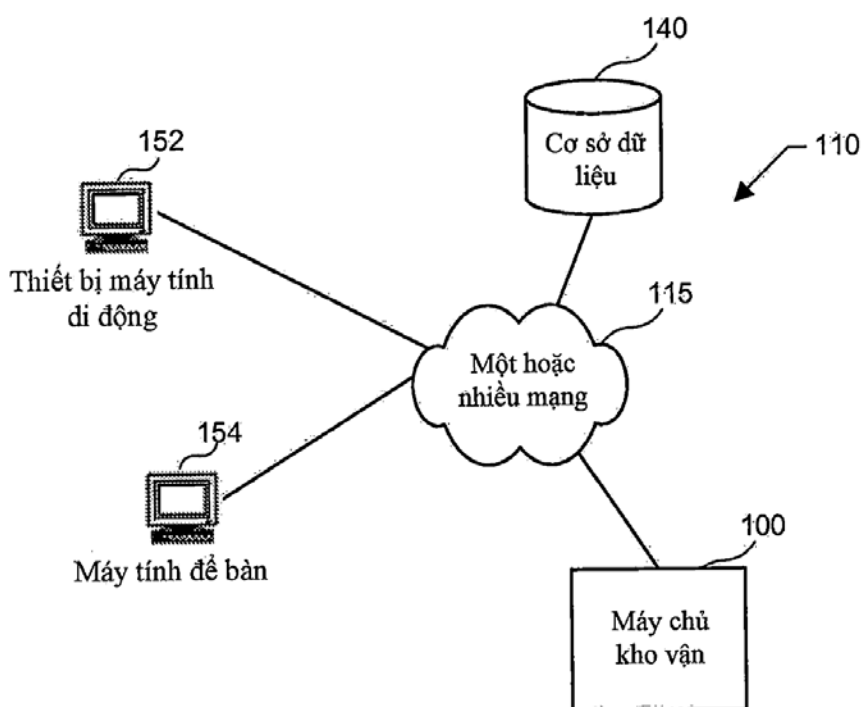 140
Cơ sở dữ
liệu
110
152
Thiết bị máy tính
di động
115
Một hoặc
nhiều mạng
154
Máy tính để bàn
100
Máy chủ
kho vận